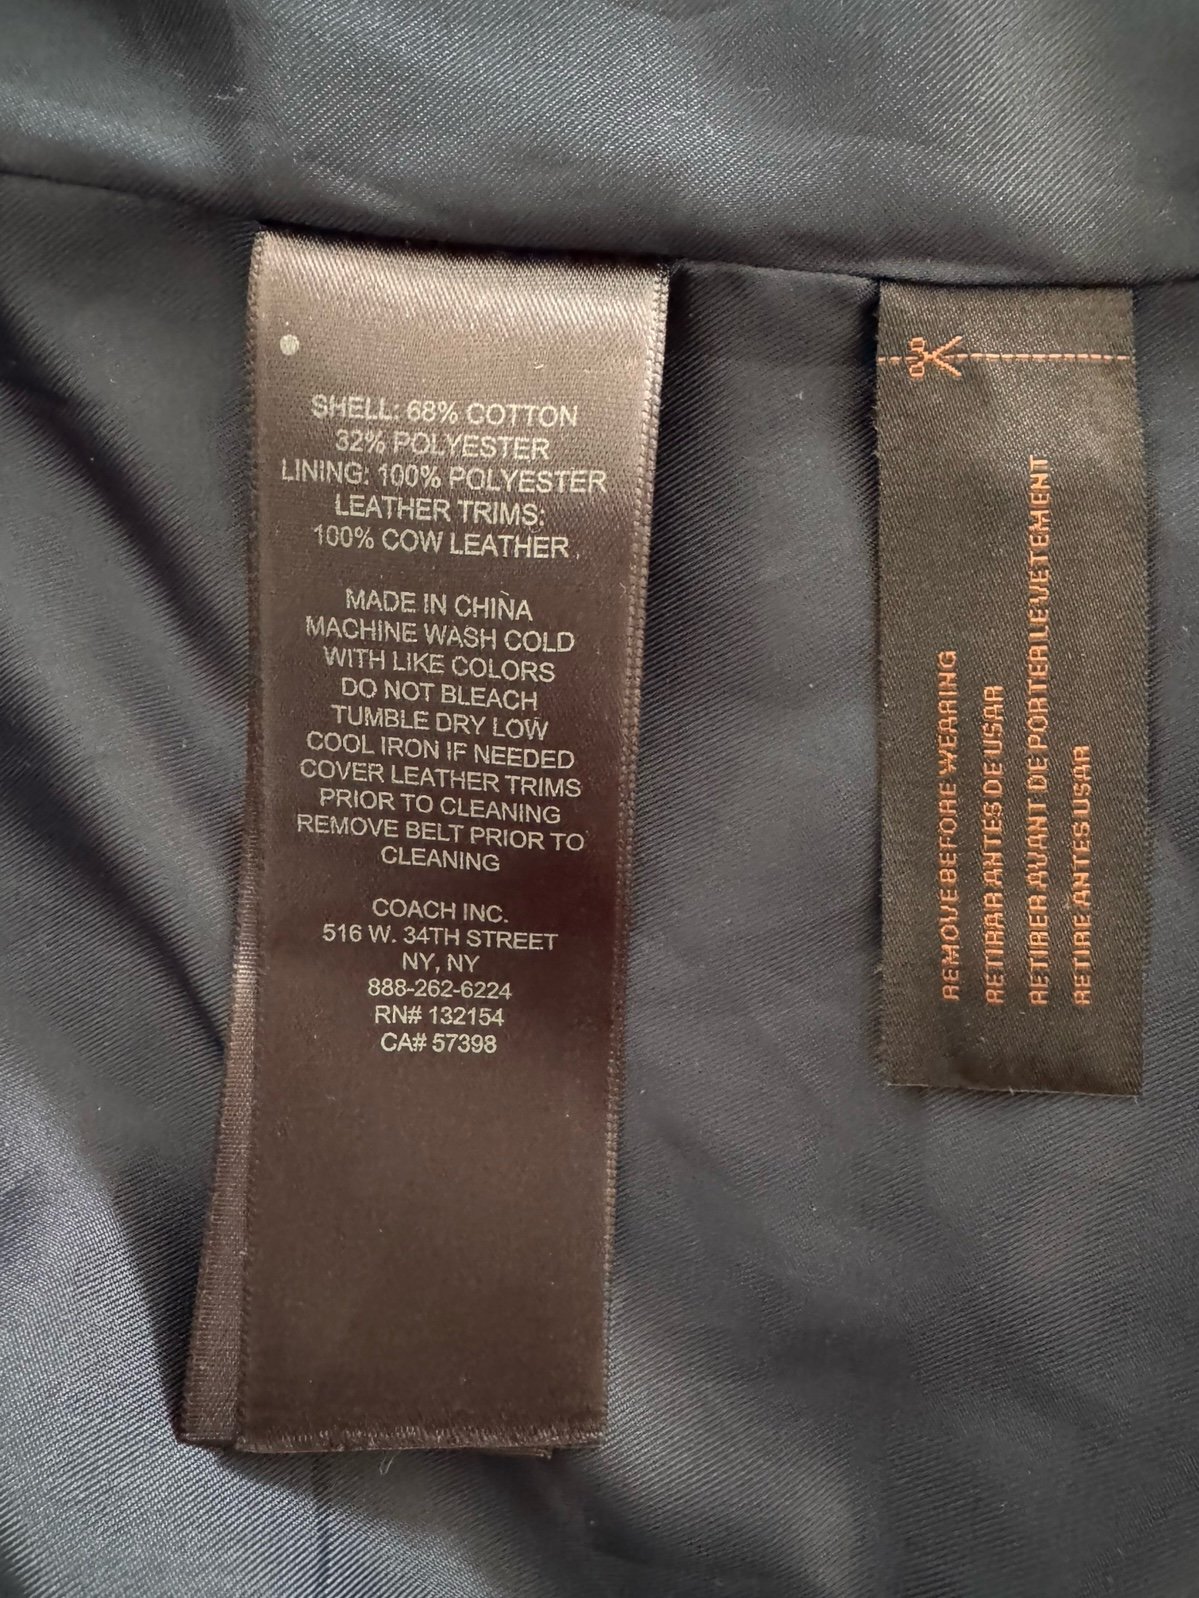 SHELL: 68% COTTON
32% POLYESTER
LINING: 100% POLYESTER
LEATHER TRIMS:
100% COW LEATHER
MADE IN CHINA
MACHINE WASH COLD
WITH LIKE COLORS
DO NOT BLEACH
TUMBLE DRY LOW
COOL IRON IF NEEDED
COVER LEATHER TRIMS
PRIOR TO CLEANING
REMOVE BELT PRIOR TO
CLEANING
COACH INC.
516 W. 34TH STREET
NY, NY
888-262-6224
RN# 132154
CA# 57398
REMOVE BEFORE WEARING
RETIRAR ANTES DE USAR
RETIRER AVANT DE PORTER LE VETEMENT
RETIRE ANTES USAR